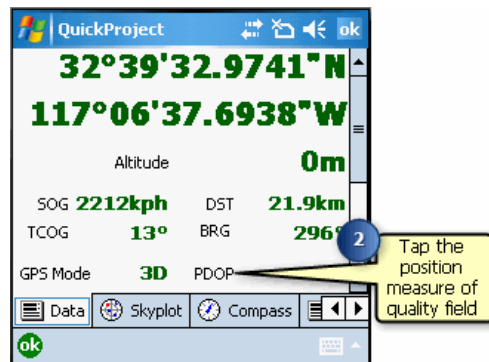 QuickProject ok
32°39'32.9741"N
117°06'37.6938"W
Altitude 0m
SOG 2212kph DST 21.9km
TCOG 13° BRG 296°
GPS Mode 3D PDOP
2
Tap the
position
measure of
quality field
Data Skyplot Compass
ok